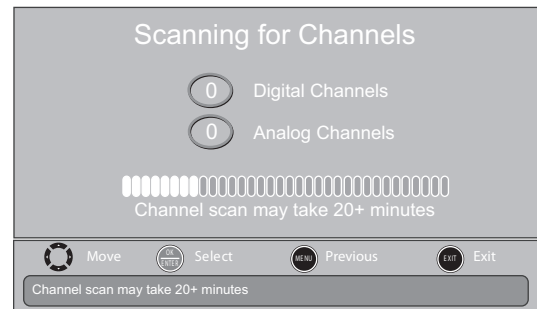 Scanning for Channels
0 Digital Channels
0 Analog Channels
Channel scan may take 20+ minutes
Move OK ENTER Select MENU Previous EXIT Exit
Channel scan may take 20+ minutes